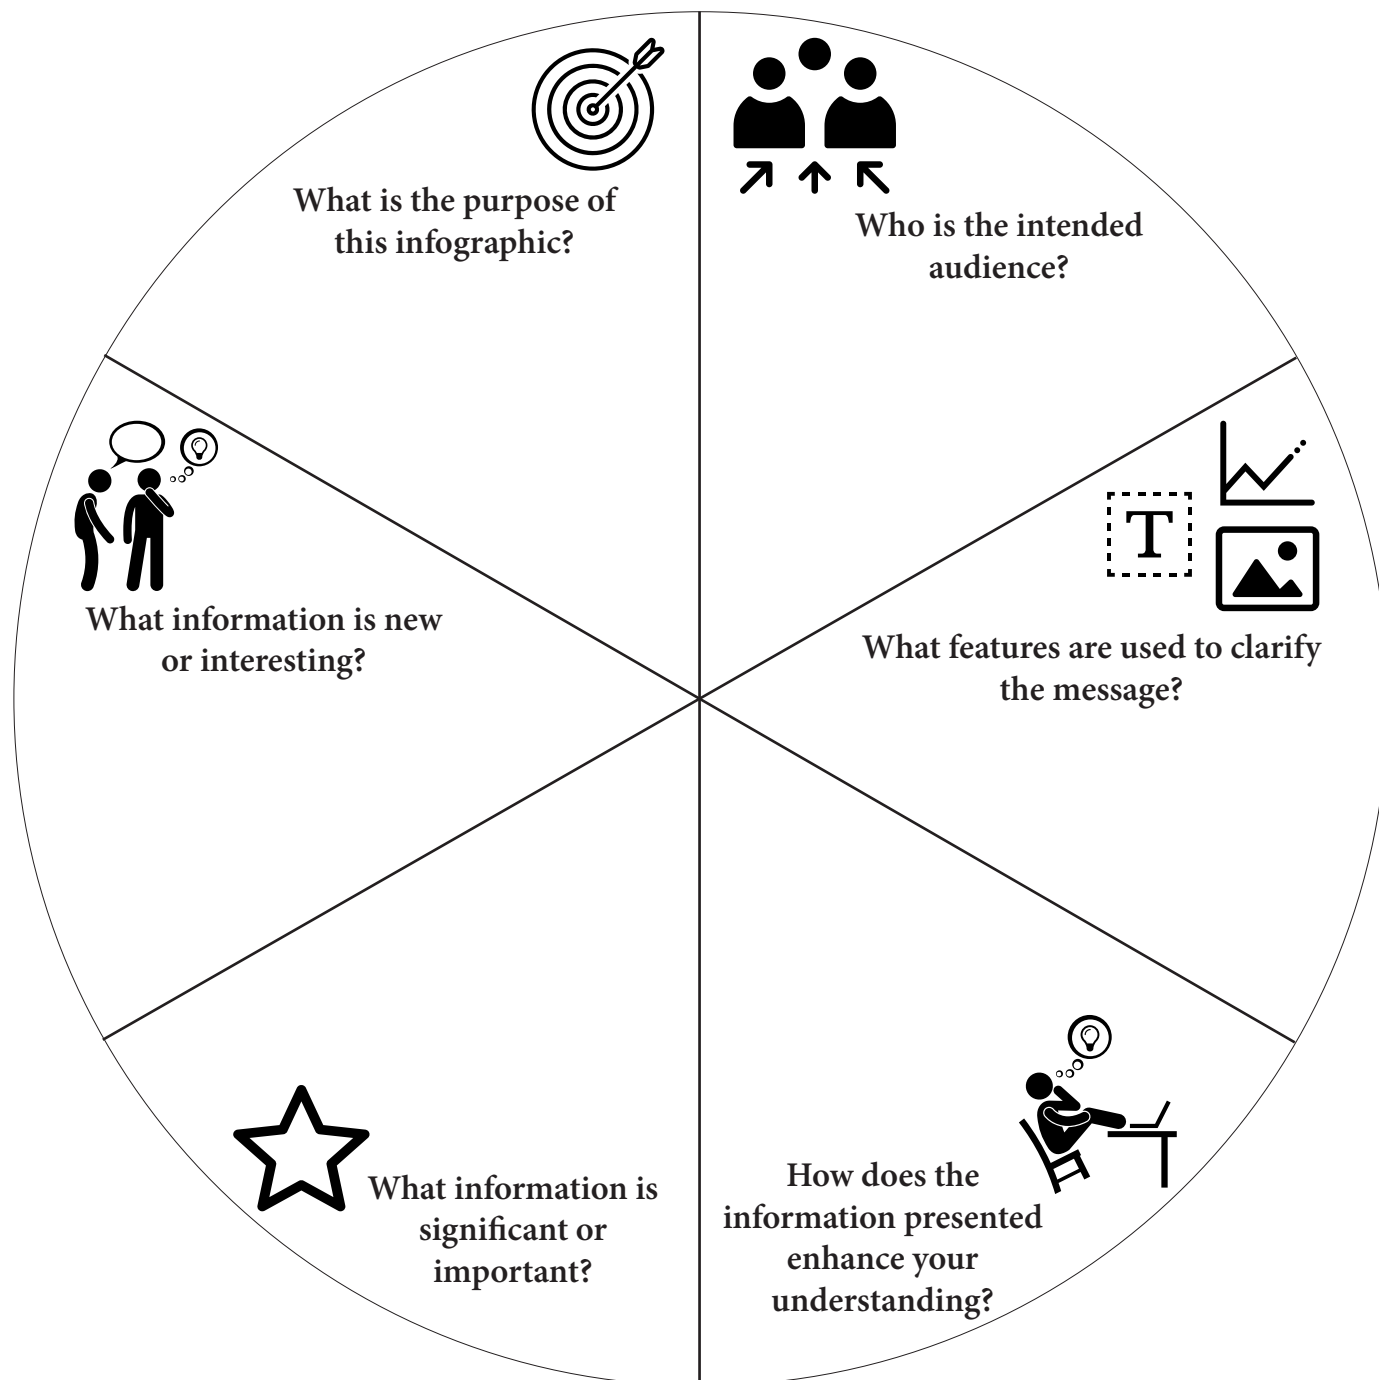 What is the purpose of
this infographic?
Who is the intended
audience?
What information is new
or interesting?
T
What features are used to clarify
the message?
What information is
significant or
important?
How does the
information presented
enhance your
understanding?